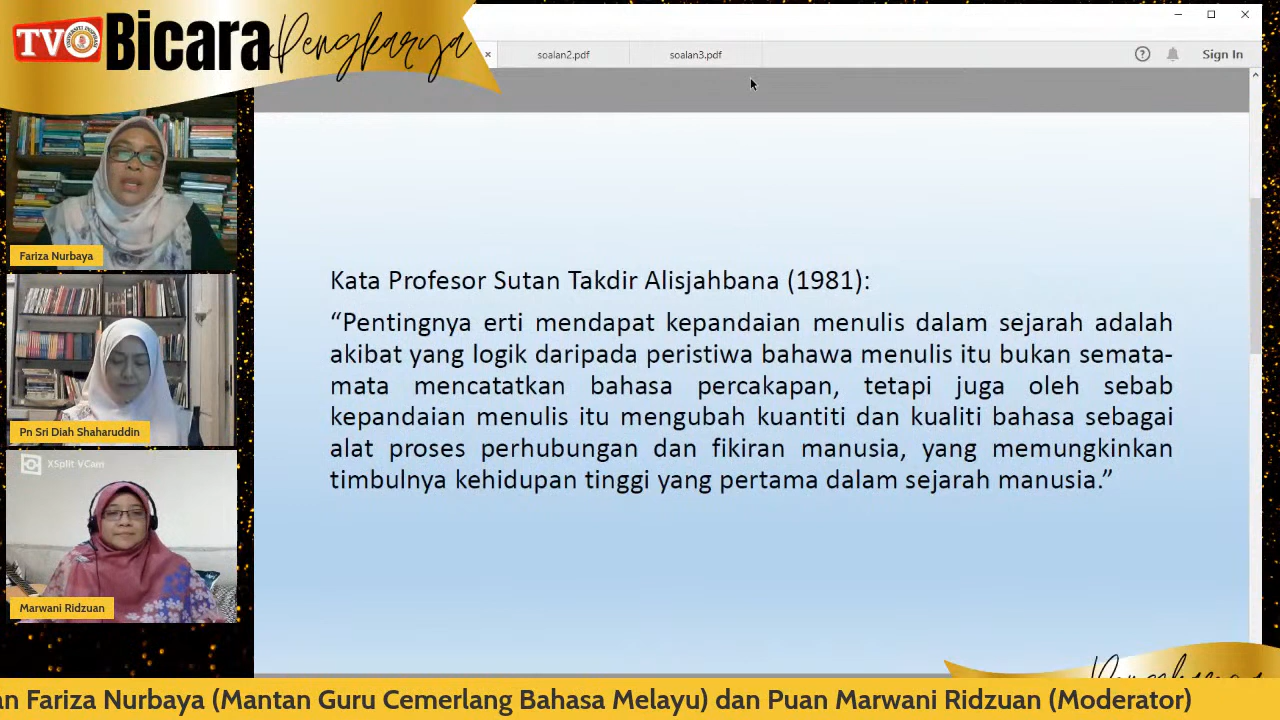 TVO Bicara Pengkarya
soalan2.pdf
soalan3.pdf
Sign In
Fariza Nurbaya
Pn Sri Diah Shaharuddin
XSplit VCam
Marwani Ridzuan
Kata Profesor Sutan Takdir Alisjahbana (1981):
“Pentingnya erti mendapat kepandaian menulis dalam sejarah adalah
akibat yang logik daripada peristiwa bahawa menulis itu bukan semata-
mata mencatatkan bahasa percakapan, tetapi juga oleh sebab
kepandaian menulis itu mengubah kuantiti dan kualiti bahasa sebagai
alat proses perhubungan dan fikiran manusia, yang memungkinkan
timbulnya kehidupan tinggi yang pertama dalam sejarah manusia.”
an Fariza Nurbaya (Mantan Guru Cemerlang Bahasa Melayu) dan Puan Marwani Ridzuan (Moderator)